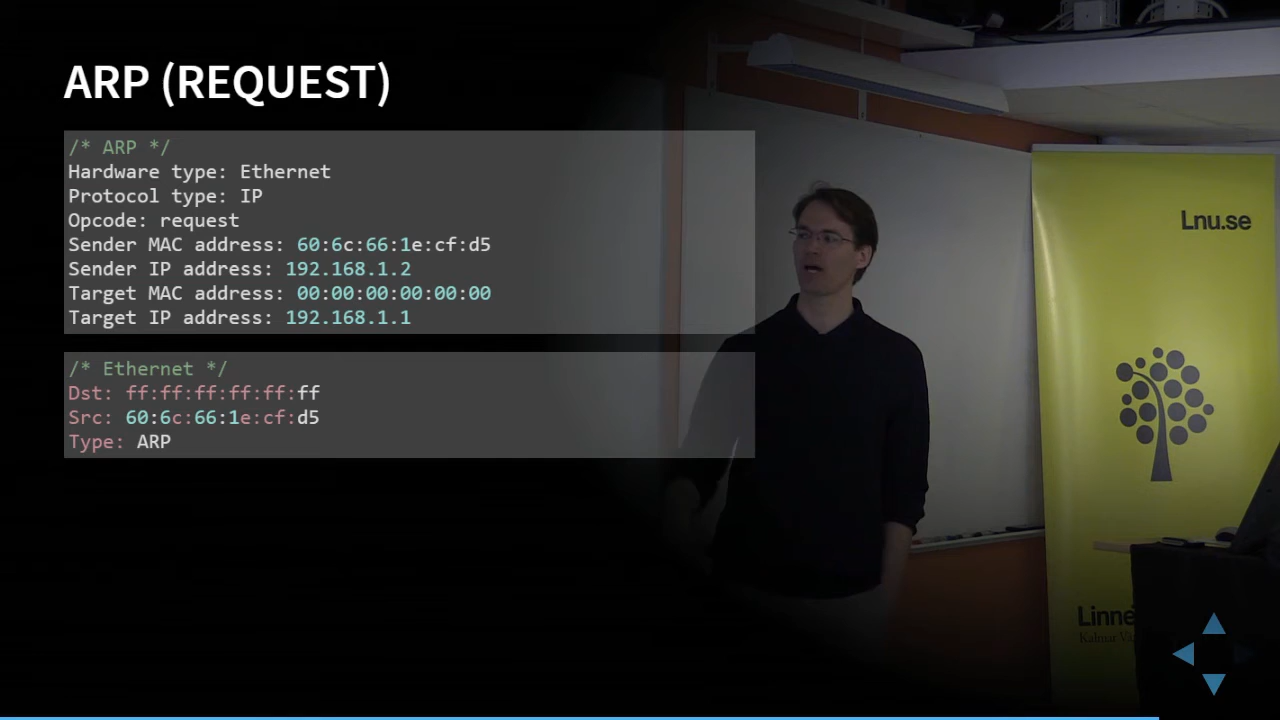 ARP (REQUEST)
/* ARP */
Hardware type: Ethernet
Protocol type: IP
Opcode: request
Sender MAC address: 60:6c:66:1e:cf:d5
Sender IP address: 192.168.1.2
Target MAC address: 00:00:00:00:00:00
Target IP address: 192.168.1.1
/* Ethernet */
Dst: ff:ff:ff:ff:ff:ff
Src: 60:6c:66:1e:cf:d5
Type: ARP
Lnu.se
Linné
Kalmar Vä